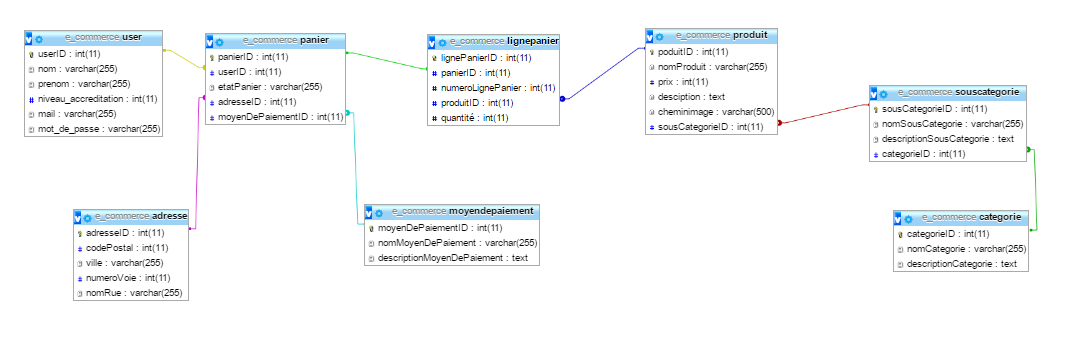 e_commerce user
userID : int(11)
nom : varchar(255)
prenom : varchar(255)
niveau_accreditation : int(11)
mail : varchar(255)
mot_de_passe : varchar(255)
e_commerce panier
panierID : int(11)
userID : int(11)
etatPanier : varchar(255)
adresseID : int(11)
moyenDePaiementID : int(11)
e_commerce lignepanier
lignePanierID : int(11)
panierID : int(11)
numeroLignePanier : int(11)
produitID : int(11)
quantité : int(11)
e_commerce produit
poduitID : int(11)
nomProduit : varchar(255)
prix : int(11)
desciption : text
cheminimage : varchar(500)
sousCategorieID : int(11)
e_commerce souscategorie
sousCategorieID : int(11)
nomSousCategorie : varchar(255)
descriptionSousCategorie : text
categorieID : int(11)
e_commerce adresse
adresseID : int(11)
codePostal : int(11)
ville : varchar(255)
numeroVoie : int(11)
nomRue : varchar(255)
e_commerce moyendepaiement
moyenDePaiementID : int(11)
nomMoyenDePaiement : varchar(255)
descriptionMoyenDePaiement : text
e_commerce categorie
categorieID : int(11)
nomCategorie : varchar(255)
descriptionCategorie : text